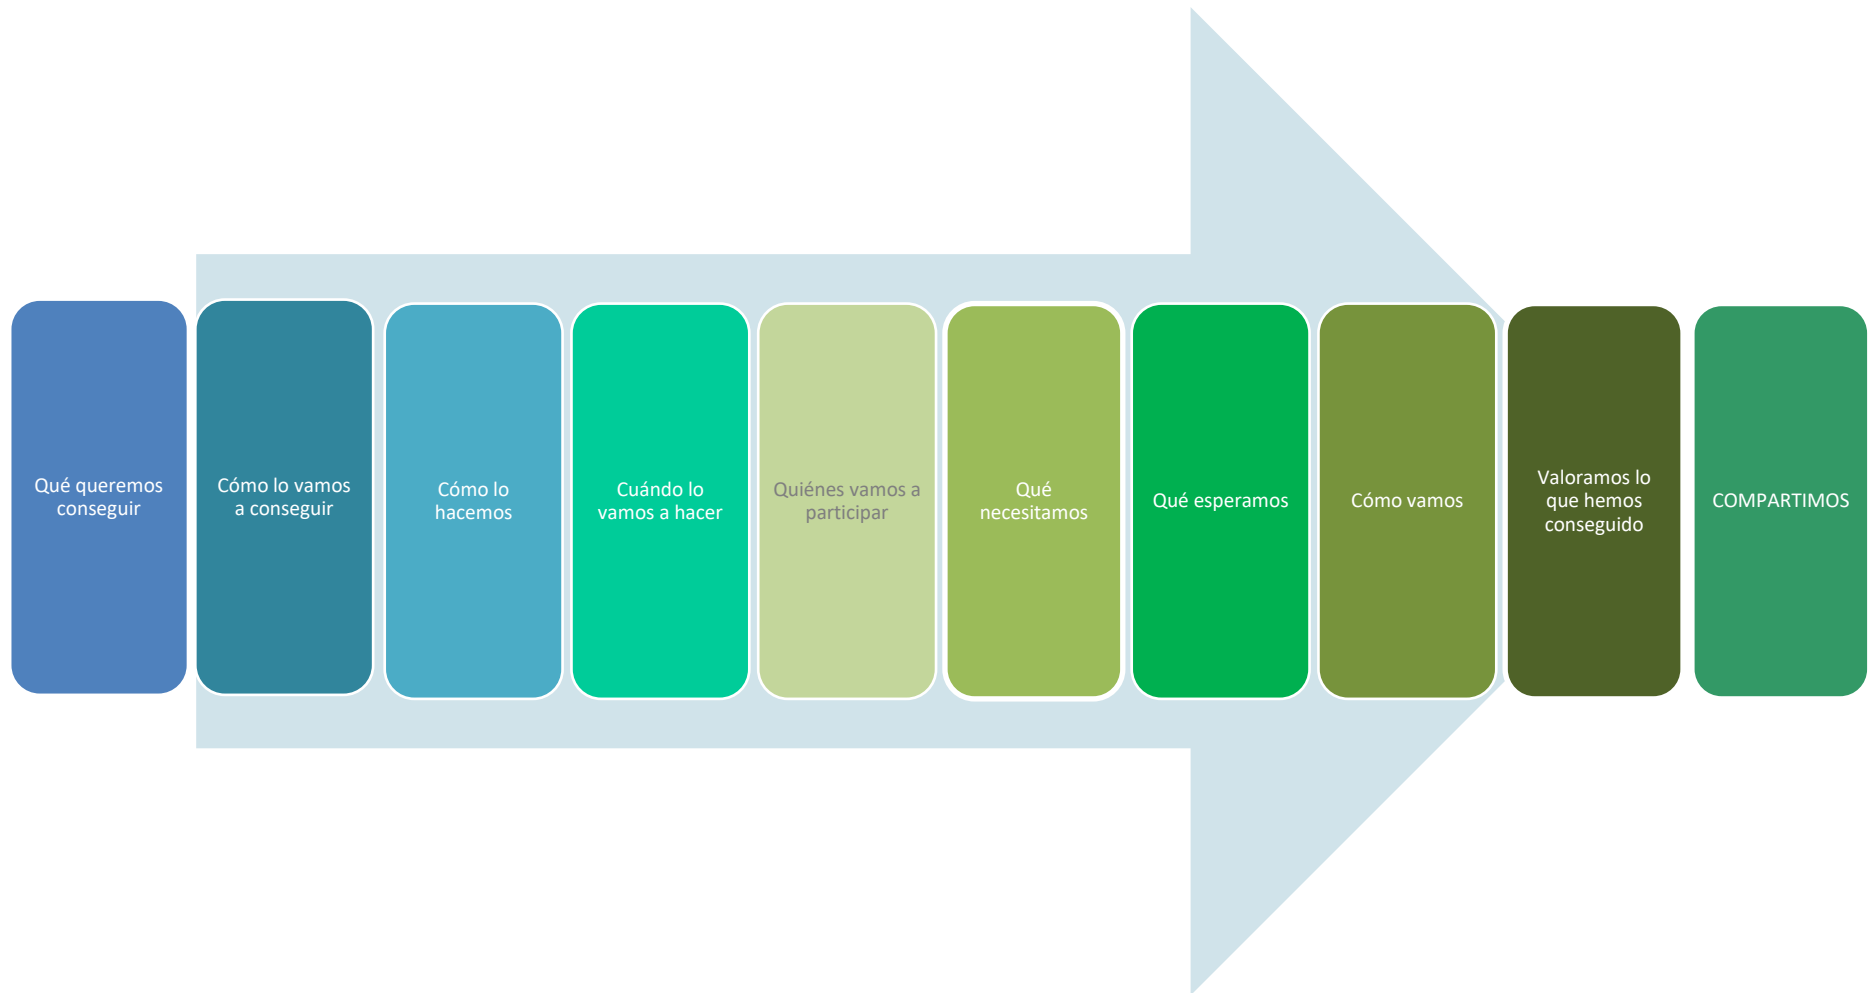 Qué queremos
conseguir
Cómo lo vamos
a conseguir
Cómo lo
hacemos
Cuándo lo
vamos a hacer
Quiénes vamos a
participar
Qué
necesitamos
Qué esperamos
Cómo vamos
Valoramos lo
que hemos
conseguido
COMPARTIMOS